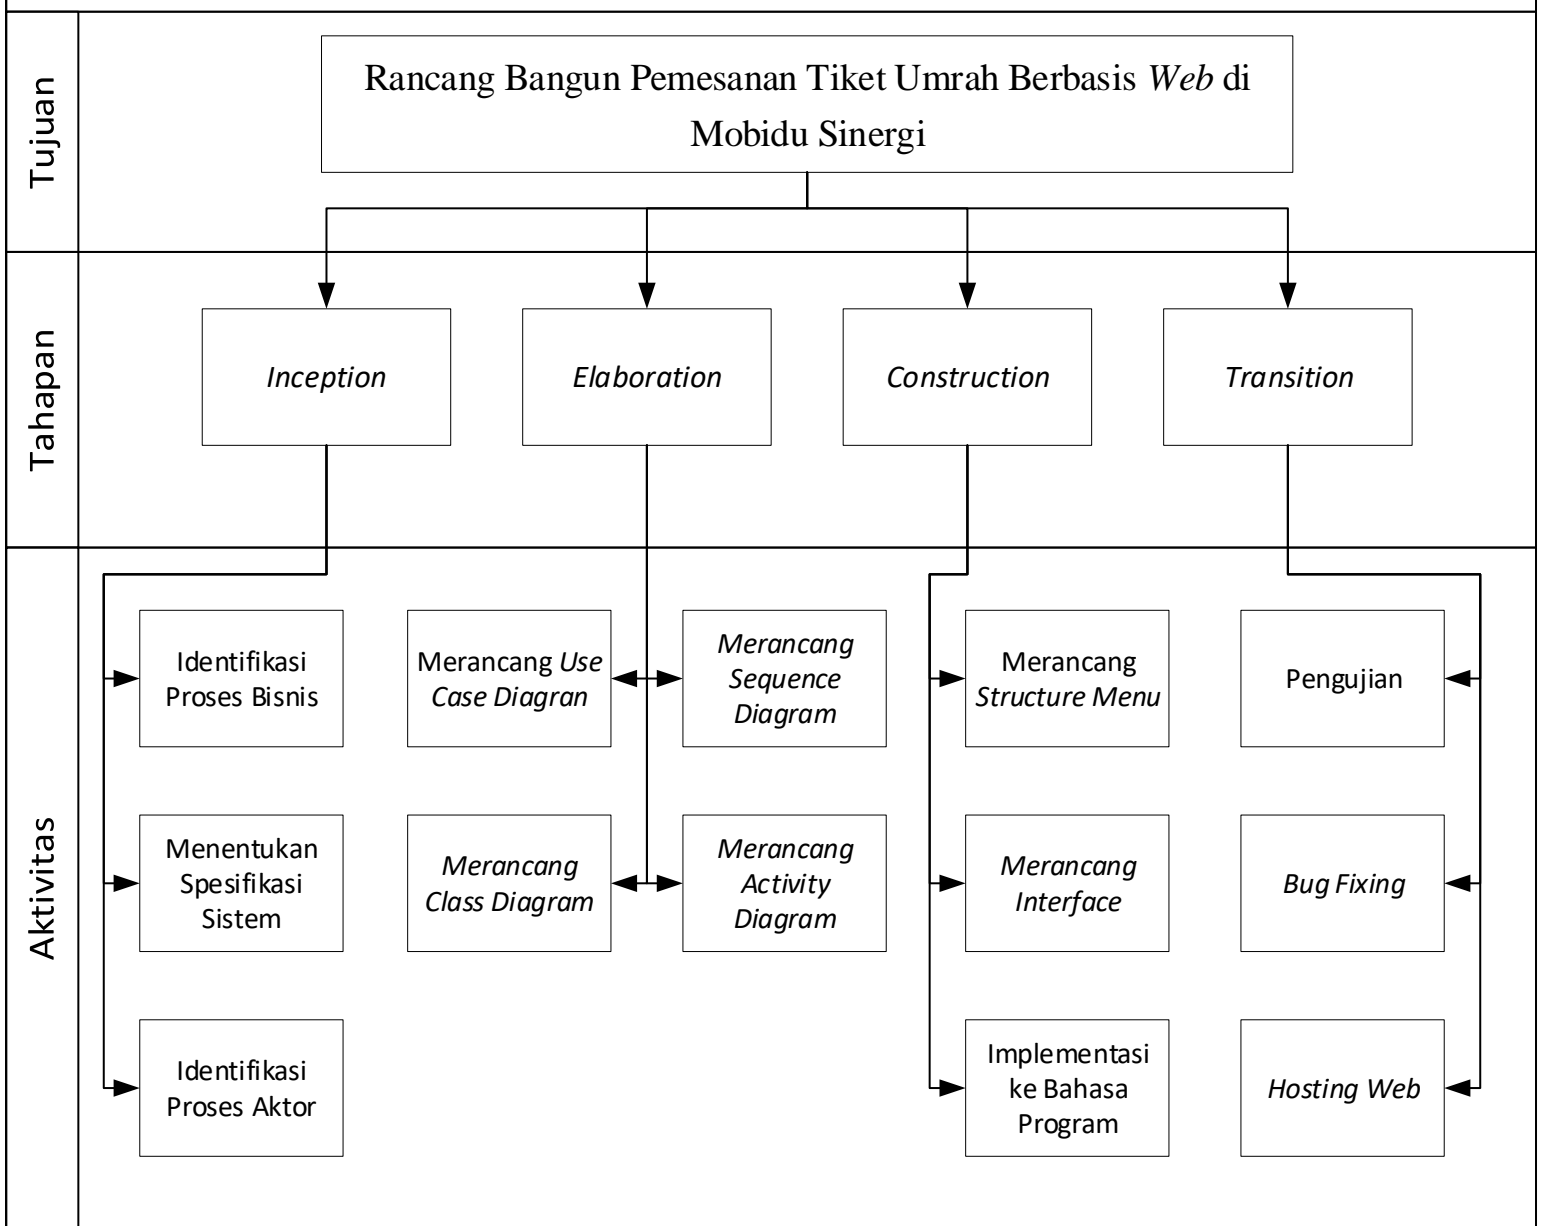 Tujuan
Rancang Bangun Pemesanan Tiket Umrah Berbasis Web di
Mobidu Sinergi
Tahapan
Inception
Elaboration
Construction
Transition
Aktivitas
Identifikasi
Proses Bisnis
Menentukan
Spesifikasi
Sistem
Identifikasi
Proses Aktor
Merancang Use
Case Diagran
Merancang
Class Diagram
Merancang
Sequence
Diagram
Merancang
Activity
Diagram
Merancang
Structure Menu
Merancang
Interface
Implementasi
ke Bahasa
Program
Pengujian
Bug Fixing
Hosting Web